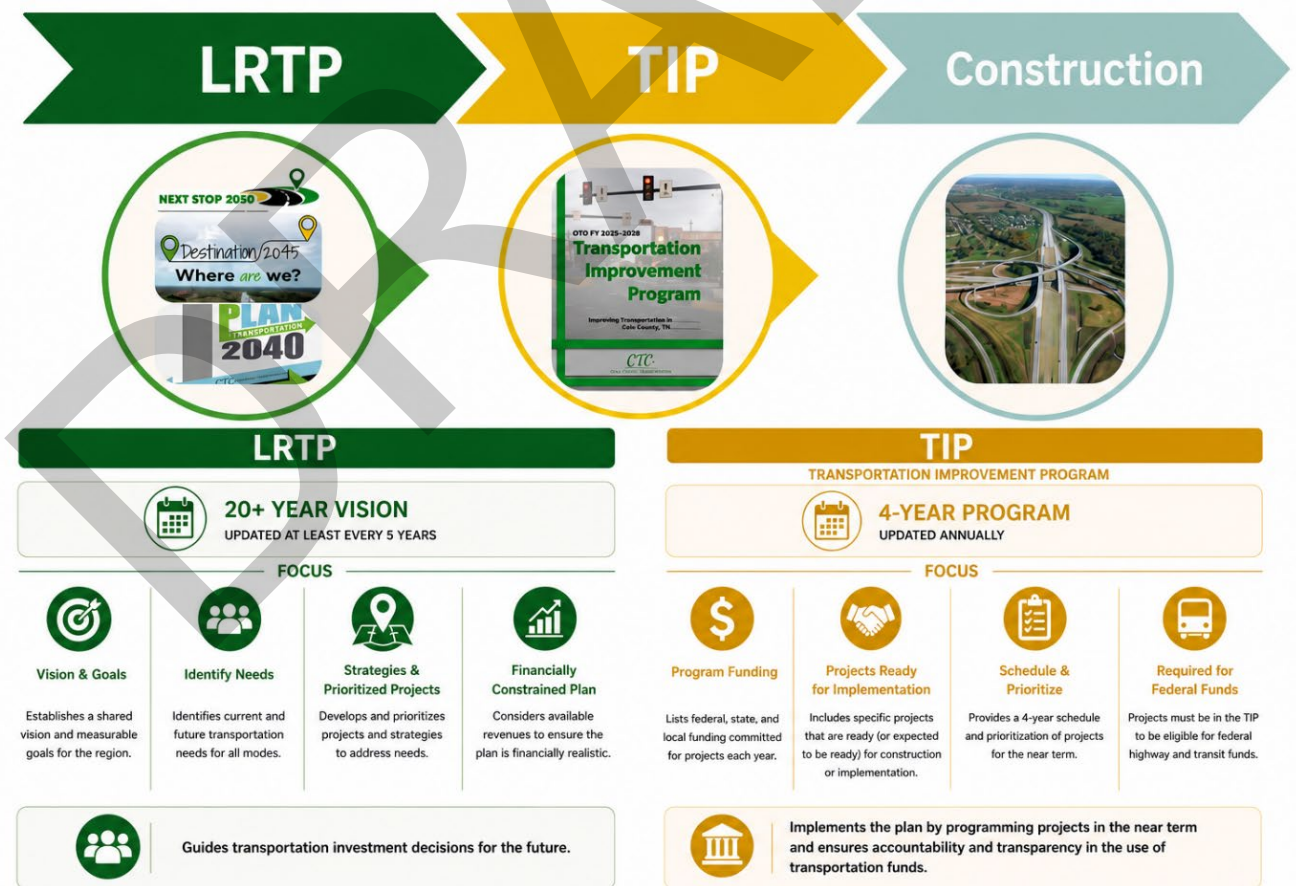 LRTP
TIP
Construction
NEXT STOP 2050
Destination/2045
Where are we?
PLAN
TRANSPORTATION
2040
CTC
OTO FY 2025-2028
Transportation
Improvement
Program
Improving Transportation in
Cole County, TN
CTC
LRTP
20+ YEAR VISION
UPDATED AT LEAST EVERY 5 YEARS
FOCUS
Vision & Goals
Establishes a shared
vision and measurable
goals for the region.
Identify Needs
Identifies current and
future transportation
needs for all modes.
Strategies &
Prioritized Projects
Develops and prioritizes
projects and strategies
to address needs.
Financially
Constrained Plan
Considers available
revenues to ensure the
plan is financially realistic.
Guides transportation investment decisions for the future.
TIP
TRANSPORTATION IMPROVEMENT PROGRAM
4-YEAR PROGRAM
UPDATED ANNUALLY
FOCUS
Program Funding
Lists federal, state, and
local funding committed
for projects each year.
Projects Ready
for Implementation
Includes specific projects
that are ready (or expected
to be ready) for construction
or implementation.
Schedule &
Prioritize
Provides a 4-year schedule
and prioritization of projects
for the near term.
Required for
Federal Funds
Projects must be in the TIP
to be eligible for federal
highway and transit funds.
Implements the plan by programming projects in the near term
and ensures accountability and transparency in the use of
transportation funds.